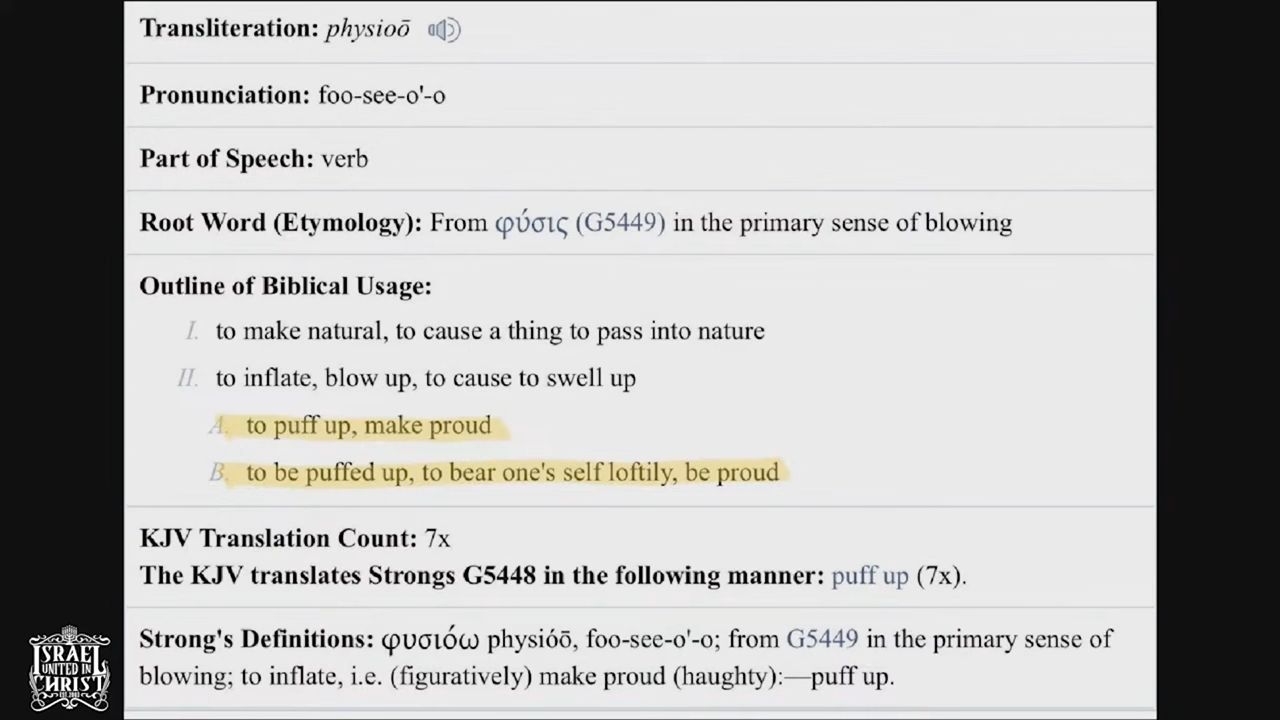 Transliteration: physioō
Pronunciation: foo-see-o'-o
Part of Speech: verb
Root Word (Etymology): From φύσις (G5449) in the primary sense of blowing
Outline of Biblical Usage:
I. to make natural, to cause a thing to pass into nature
II. to inflate, blow up, to cause to swell up
A. to puff up, make proud
B. to be puffed up, to bear one's self loftily, be proud
KJV Translation Count: 7x
The KJV translates Strongs G5448 in the following manner: puff up (7x).
Strong's Definitions: φυσιόω physióō, foo-see-o'-o; from G5449 in the primary sense of
blowing; to inflate, i.e. (figuratively) make proud (haughty):—puff up.
ISRAEL
UNITED IN
CHRIST